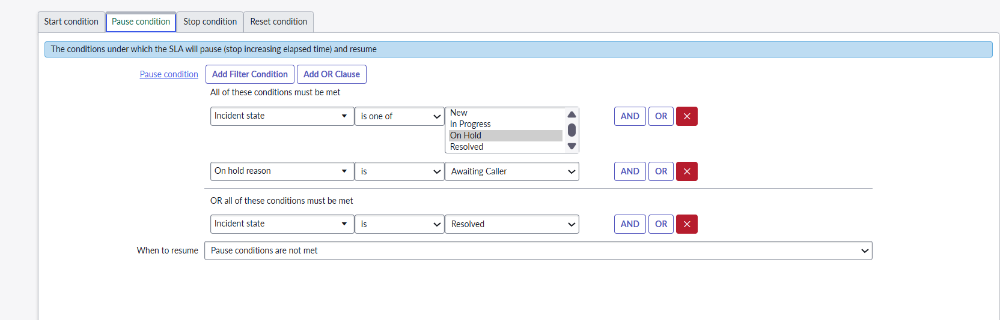 Start condition Pause condition Stop condition Reset condition
The conditions under which the SLA will pause (stop increasing elapsed time) and resume
Pause condition Add Filter Condition Add OR Clause
All of these conditions must be met
Incident state is one of New AND OR
In Progress
On Hold
Resolved
On hold reason is Awaiting Caller AND OR
OR all of these conditions must be met
Incident state is Resolved AND OR
When to resume Pause conditions are not met